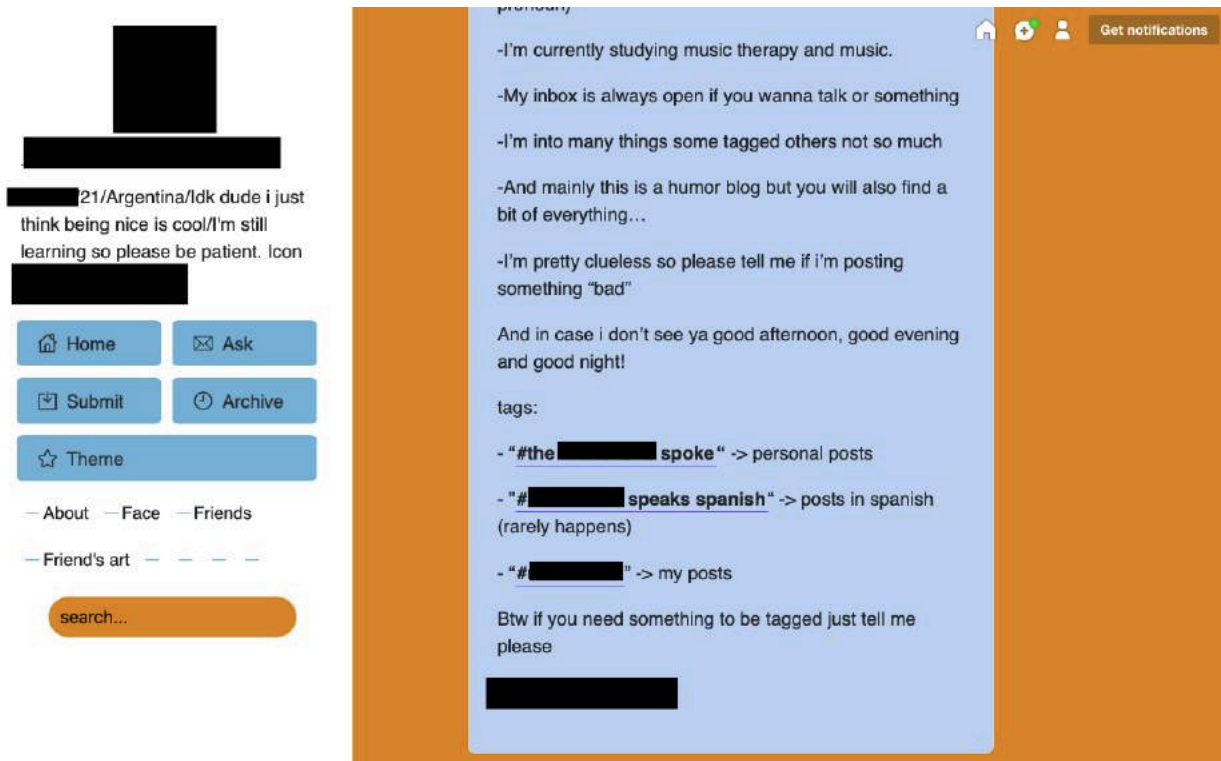 21/Argentina/Idk dude i just
think being nice is cool/I'm still
learning so please be patient. Icon
Home
Ask
Submit
Archive
Theme
About
Face
Friends
Friend's art
search...
Get notifications
-I'm currently studying music therapy and music.
-My inbox is always open if you wanna talk or something
-I'm into many things some tagged others not so much
-And mainly this is a humor blog but you will also find a
bit of everything…
-I'm pretty clueless so please tell me if i'm posting
something “bad”
And in case i don't see ya good afternoon, good evening
and good night!
tags:
- “#the spoke“ -> personal posts
- "# speaks spanish“ -> posts in spanish
(rarely happens)
- “# ” -> my posts
Btw if you need something to be tagged just tell me
please